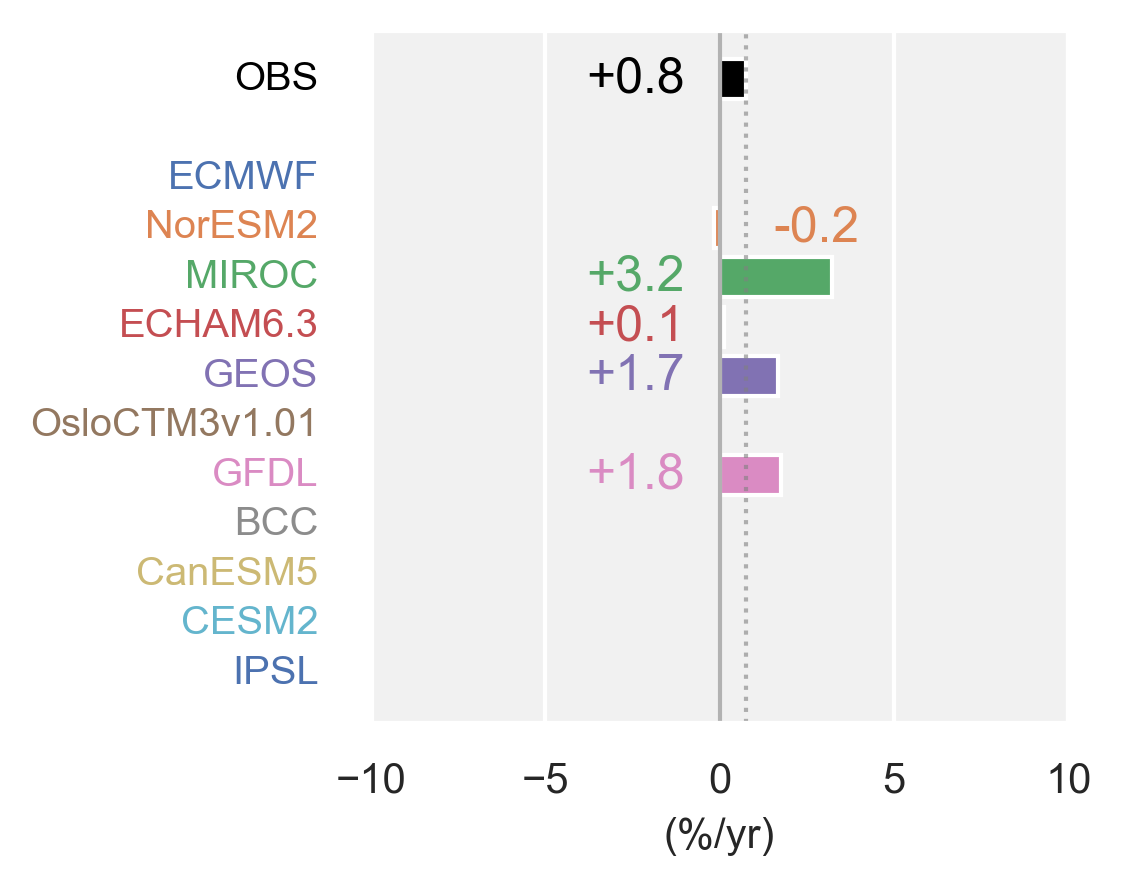 OBS +0.8
ECMWF
NorESM2 -0.2
MIROC +3.2
ECHAM6.3 +0.1
GEOS +1.7
OsloCTM3v1.01
GFDL +1.8
BCC
CanESM5
CESM2
IPSL
−10 −5 0 5 10
(%/yr)